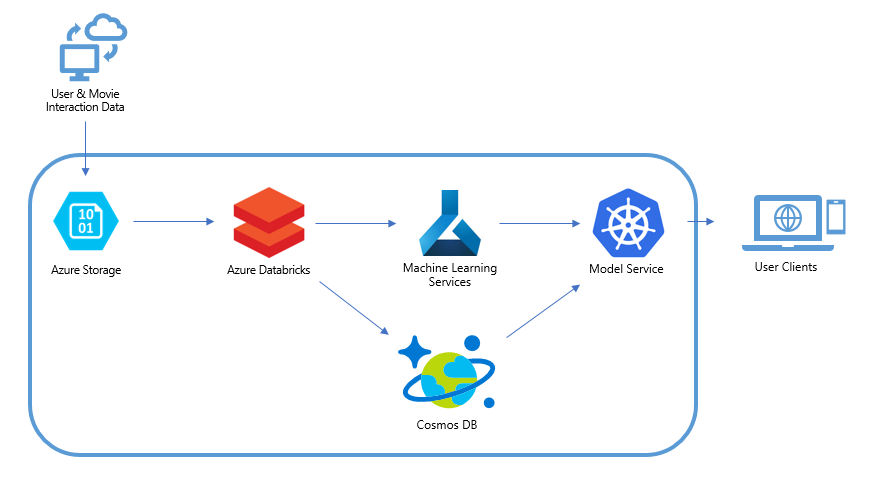 User & Movie
Interaction Data
10
01
Azure Storage
Azure Databricks
Machine Learning
Services
Model Service
User Clients
Cosmos DB